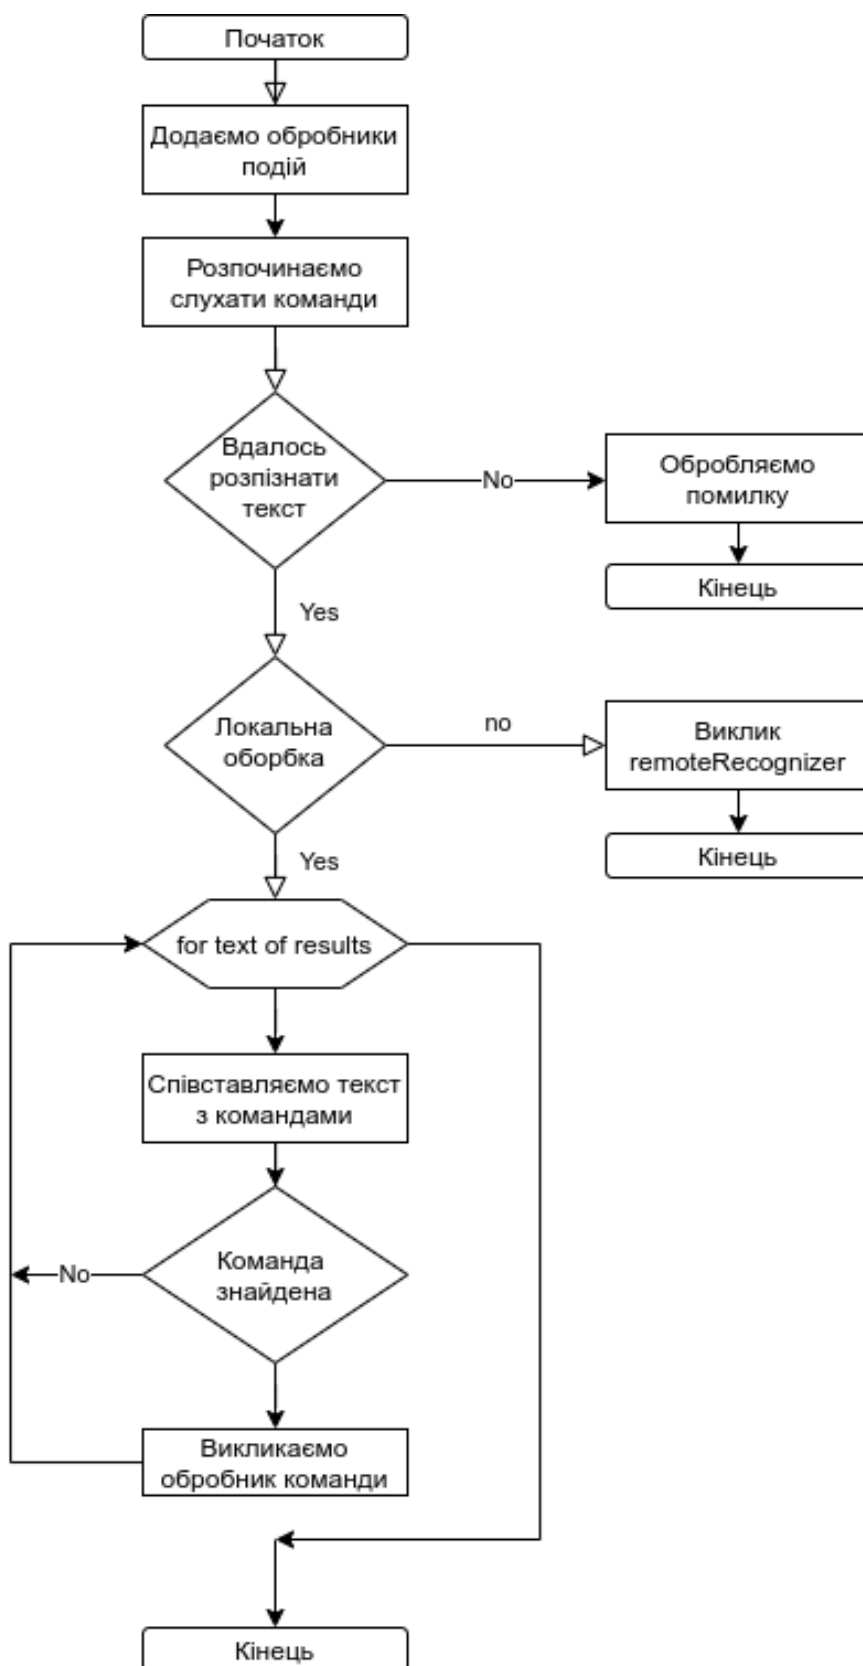 Початок
Додаємо обробники
подій
Розпочинаємо
слухати команди
Вдалось
розпізнати
текст
No
Обробляємо
помилку
Кінець
Yes
Локальна
оборбка
no
Виклик
remoteRecognizer
Кінець
Yes
for text of results
Співставляємо текст
з командами
Команда
знайдена
No
Викликаємо
обробник команди
Кінець